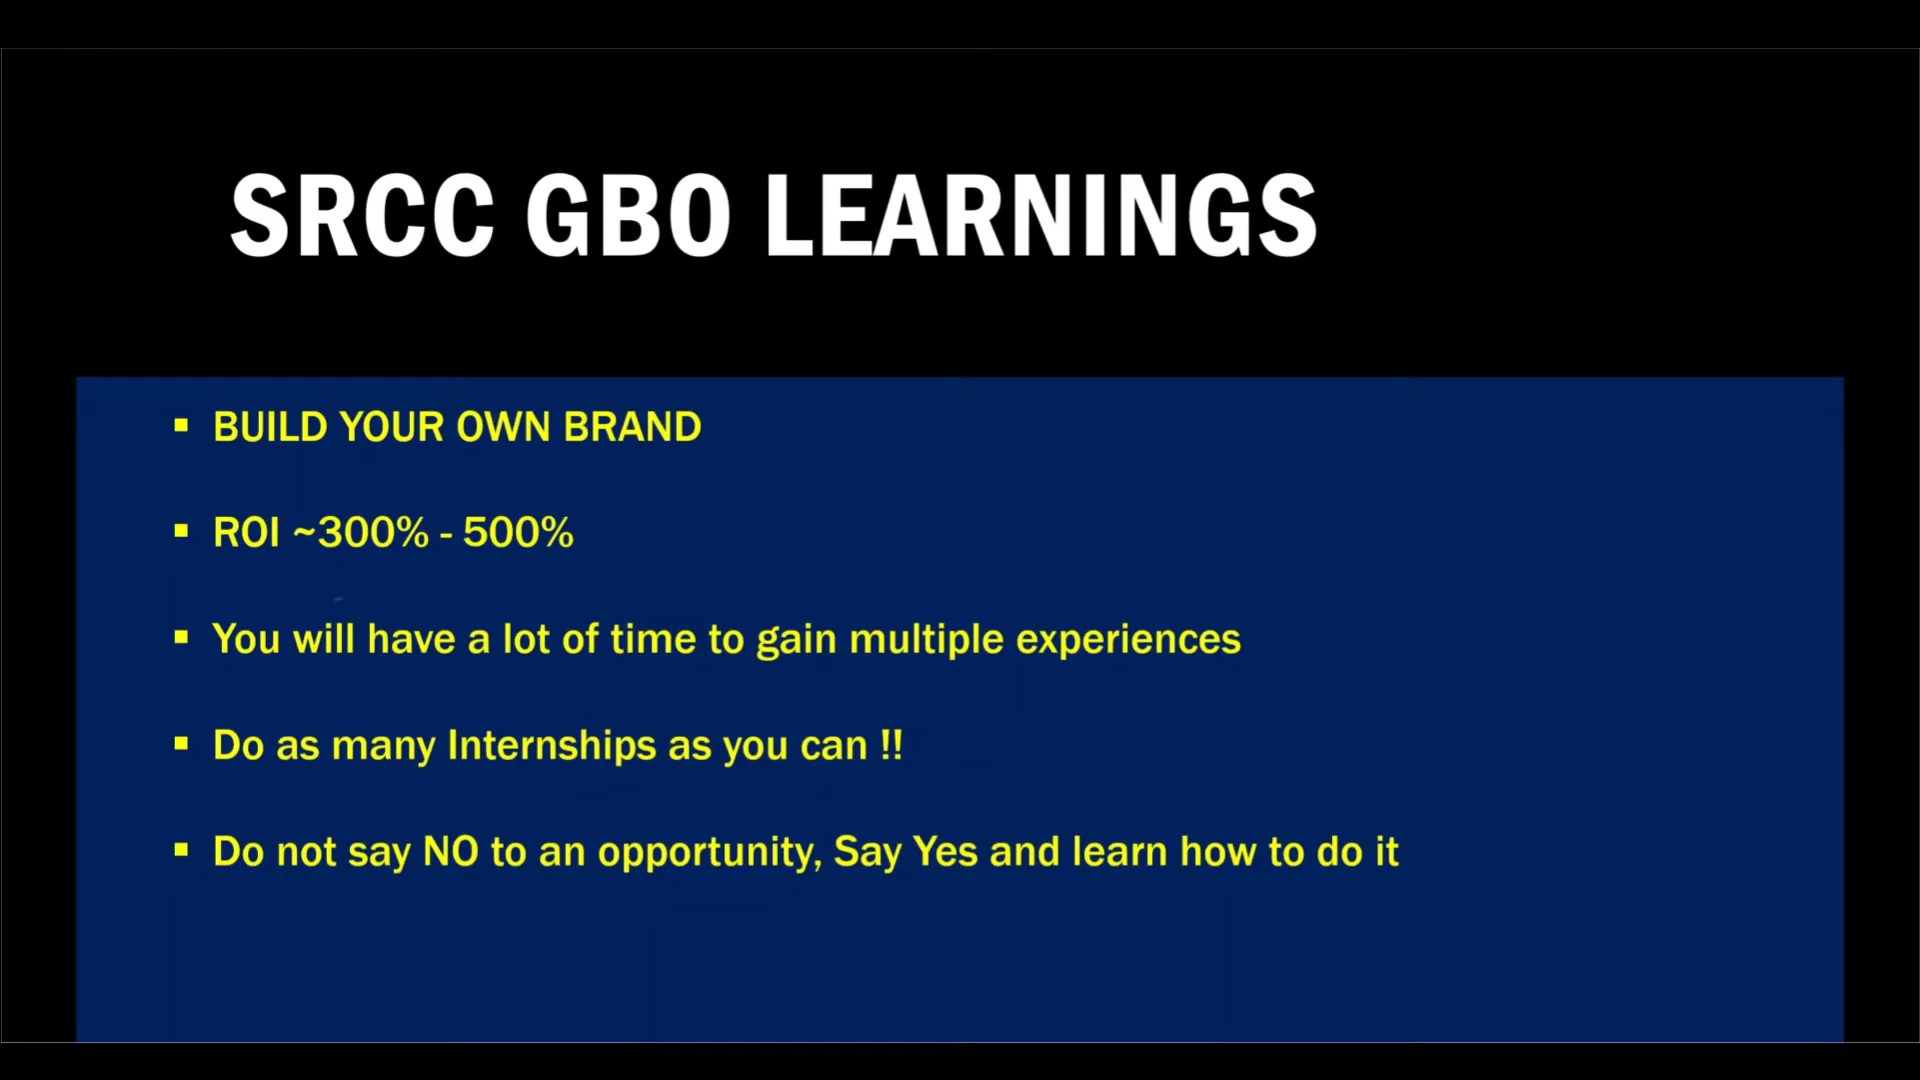 SRCC GBO LEARNINGS
▪ BUILD YOUR OWN BRAND
▪ ROI ~300% - 500%
▪ You will have a lot of time to gain multiple experiences
▪ Do as many Internships as you can !!
▪ Do not say NO to an opportunity, Say Yes and learn how to do it